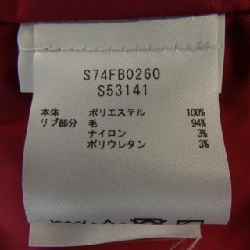 S74FB0260
S53141
本体 ポリエステル 100%
リブ部分 毛 94%
ナイロン 3%
ポリウレタン 3%